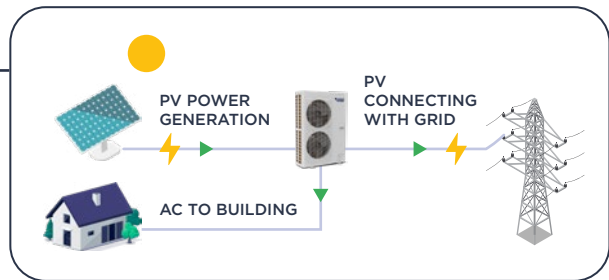 PV POWER
GENERATION
PV
CONNECTING
WITH GRID
AC TO BUILDING